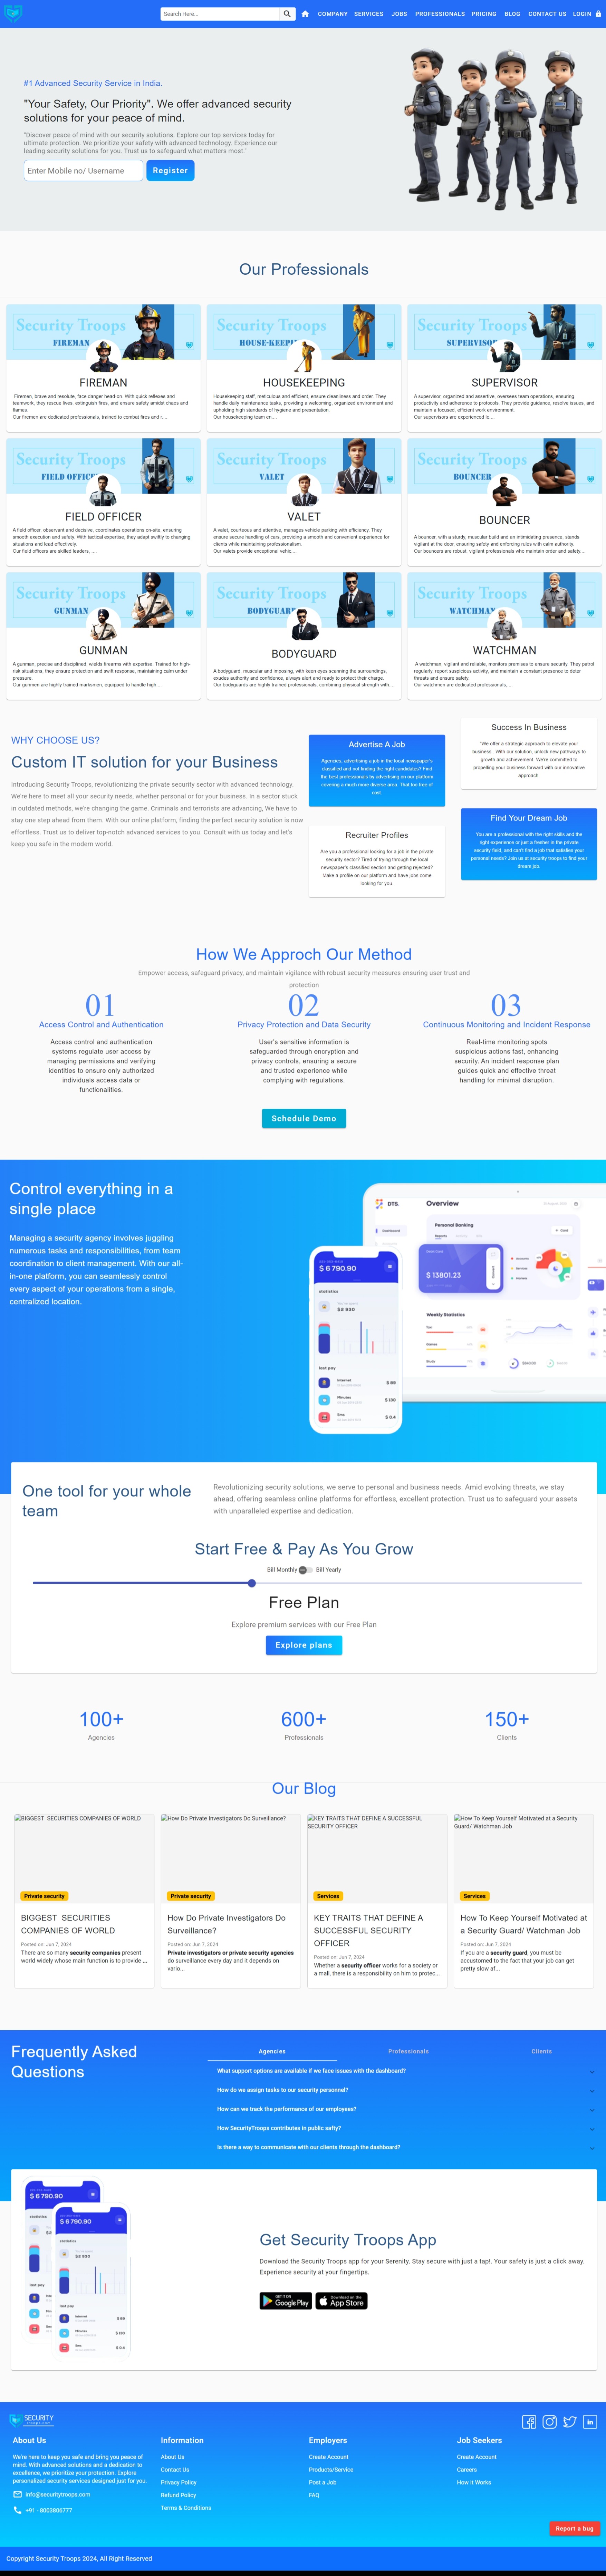 Search Here...
COMPANY SERVICES JOBS PROFESSIONALS PRICING BLOG CONTACT US LOGIN
#1 Advanced Security Service in India.
"Your Safety, Our Priority". We offer advanced security
solutions for your peace of mind.
"Discover peace of mind with our security solutions. Explore our top services today for
ultimate protection. We prioritize your safety with advanced technology. Experience our
leading security solutions for you. Trust us to safeguard what matters most."
Enter Mobile no/ Username
Register
Our Professionals
Security Troops
FIREMAN
FIREMAN
Firemen, brave and resolute, face danger head-on. With quick reflexes and
teamwork, they rescue lives, extinguish fires, and ensure safety amidst chaos and
flames.
Our firemen are dedicated professionals, trained to combat fires and r...
Security Troops
HOUSE-KEEPI
HOUSEKEEPING
Housekeeping staff, meticulous and efficient, ensure cleanliness and order. They
handle daily maintenance tasks, providing a welcoming, organized environment and
upholding high standards of hygiene and presentation.
Our housekeeping team en...
Security Troops
SUPERVISOR
SUPERVISOR
A supervisor, organized and assertive, oversees team operations, ensuring
productivity and adherence to protocols. They provide guidance, resolve issues, and
maintain a focused, efficient work environment
Our supervisors are experienced le...
Security Troops
FIELD OFFICE
FIELD OFFICER
A field officer, observant and decisive, coordinates operations on-site, ensuring
smooth execution and safety. With tactical expertise, they adapt swiftly to changing
situations and lead effectively.
Our field officers are skilled leaders, ....
Security Troops
VALET
VALET
A valet, courteous and attentive, manages vehicle parking with efficiency. They
ensure secure handling of cars, providing a smooth and convenient experience for
clients while maintaining professionalism.
Our valets provide exceptional vehic...
Security Troops
BOUNCER
BOUNCER
A bouncer, with a sturdy, muscular build and an intimidating presence, stands
vigilant at the door, ensuring safety and enforcing rules with calm authority,
Our bouncers are robust, vigilant professionals who maintain order and safety....
Security Troops
GUNMAN
GUNMAN
A gunman, precise and disciplined, wields firearms with expertise. Trained for high-
risk situations, they ensure protection and swift response, maintaining calm under
pressure.
Our gunman are highly trained marksmen, equipped to handle high...
Security Troops
BODYGUARD
BODYGUARD
A bodyguard, muscular and imposing, with keen eyes scanning the surroundings,
exudes authority and confidence, always alert and ready to protect their charge.
Our bodyguards are highly trained professionals, combining physical strength with...
Security Troops
WATCHMAN
WATCHMAN
A watchman, vigilant and reliable, monitors premises to ensure security. They patrol
regularly, report suspicious activity, and maintain a constant presence to deter
threats and ensure safety.
Our watchmen are dedicated professionals,...
WHY CHOOSE US?
Custom IT solution for your Business
Introducing Security Troops, revolutionizing the private security sector with advanced technology.
We're here to meet all your security needs, whether personal or for your business. In a sector stuck
in outdated methods, we're changing the game. Criminals and terrorists are advancing, We have to
stay one step ahead from them. With our online platform, finding the perfect security solution is now
effortless. Trust us to deliver top-notch advanced services to you. Consult with us today and let's
keep you safe in the modern world.
Advertise A Job
Agencies, advertising a job in the local newspaper's
classified and not finding the right candidates? Find
the best professionals by advertising on our platform
covering a much more diverse area. That too free of
cost.
Recruiter Profiles
Are you a professional looking for a job in the private
security sector? Tired of trying through the local
newspaper's classified section and getting rejected?
Make a profile on our platform and have jobs come
looking for you.
Success In Business
"We offer a strategic approach to elevate your
business . With our solution, unlock new pathways to
growth and achievement. We're committed to
propelling your business forward with our innovative
approach.
Find Your Dream Job
You are a professional with the right skills and the
right experience or just a fresher in the private
security field, and can't find a job that satisfies your
personal needs? Join us at security troops to find your
dream job.
How We Approch Our Method
Empower access, safeguard privacy, and maintain vigilance with robust security measures ensuring user trust and
protection.
01
Access Control and Authentication
Access control and authentication
systems regulate user access by
managing permissions and verifying
identities to ensure only authorized
individuals access data or
functionalities.
02
Privacy Protection and Data Security
User's sensitive information is
safeguarded through encryption and
privacy controls, ensuring a secure
and trusted experience while
complying with regulations.
03
Continuous Monitoring and Incident Response
Real-time monitoring spots
suspicious actions fast, enhancing
security. An incident response plan
guides quick and effective threat
handling for minimal disruption.
Schedule Demo
Control everything in a
single place
Managing a security agency involves juggling
numerous tasks and responsibilities, from team
coordination to client management. With our all-
in-one platform, you can seamlessly control
every aspect of your operations from a single,
centralized location.
DTS.
Overview
Dashboard
Personal Banking
$ 13801.23
Weekly Statistics
$ 6 790.90
statistics
$2 830
last pay
Internet
$ 89
Minutes
$ 150
Sms
$ 0.4
One tool for your whole
team
Revolutionizing security solutions, we serve to personal and business needs. Amid evolving threats, we stay
ahead, offering seamless online platforms for effortless, excellent protection. Trust us to safeguard your assets
with unparalleled expertise and dedication.
Start Free & Pay As You Grow
Bill Monthly Bill Yearly
Free Plan
Explore premium services with our Free Plan
Explore plans
100+
Agencies
600+
Professionals
150+
Clients
Our Blog
BIGGEST SECURITIES COMPANIES OF WORLD
Private security
BIGGEST SECURITIES
COMPANIES OF WORLD
Posted on: Jun 7, 2024
There are so many security companies present
world widely whose main function is to provide ...
How Do Private Investigators Do Surveillance?
Private security
How Do Private Investigators Do
Surveillance?
Posted on: Jun 7, 2024
Private investigators or private security agencies
do surveillance every day and it depends on
vario...
KEY TRAITS THAT DEFINE A SUCCESSFUL
SECURITY OFFICER
Services
KEY TRAITS THAT DEFINE A
SUCCESSFUL SECURITY
OFFICER
Posted on: Jun 7, 2024
Whether a security officer works for a society or
a mall, there is a responsibility on him to protec...
How To Keep Yourself Motivated at a Security
Guard/ Watchman Job
Services
How To Keep Yourself Motivated at
a Security Guard/ Watchman Job
Posted on: Jun 7, 2024
If you are a security guard, you must be
accustomed to the fact that your job can get
pretty slow af...
Frequently Asked
Questions
Agencies Professionals Clients
What support options are available if we face issues with the dashboard?
How do we assign tasks to our security personnel?
How can we track the performance of our employees?
How SecurityTroops contributes in public safty?
Is there a way to communicate with our clients through the dashboard?
$ 6 790.90
statistics
$ 6 790.90
statistics
$2 830
last pay
Internet
$ 89
Minutes
$ 150
Sms
$ 0.4
Get Security Troops App
Download the Security Troops app for your Serenity. Stay secure with just a tap!. Your safety is just a click away.
Experience security at your fingertips.
GET IT ON
Google Play
Download on the
App Store
SECURITY
About Us
We're here to keep you safe and bring you peace of
mind. With advanced solutions and a dedication to
excellence, we prioritize your protection. Explore
personalized security services designed just for you.
info@securitytroops.com
+91 - 8003806777
Information
About Us
Contact Us
Privacy Policy
Refund Policy
Terms & Conditions
Employers
Create Account
Products/Service
Post a Job
FAQ
Job Seekers
Create Account
Careers
How it Works
Report a bug
Copyright Security Troops 2024, All Right Reserved